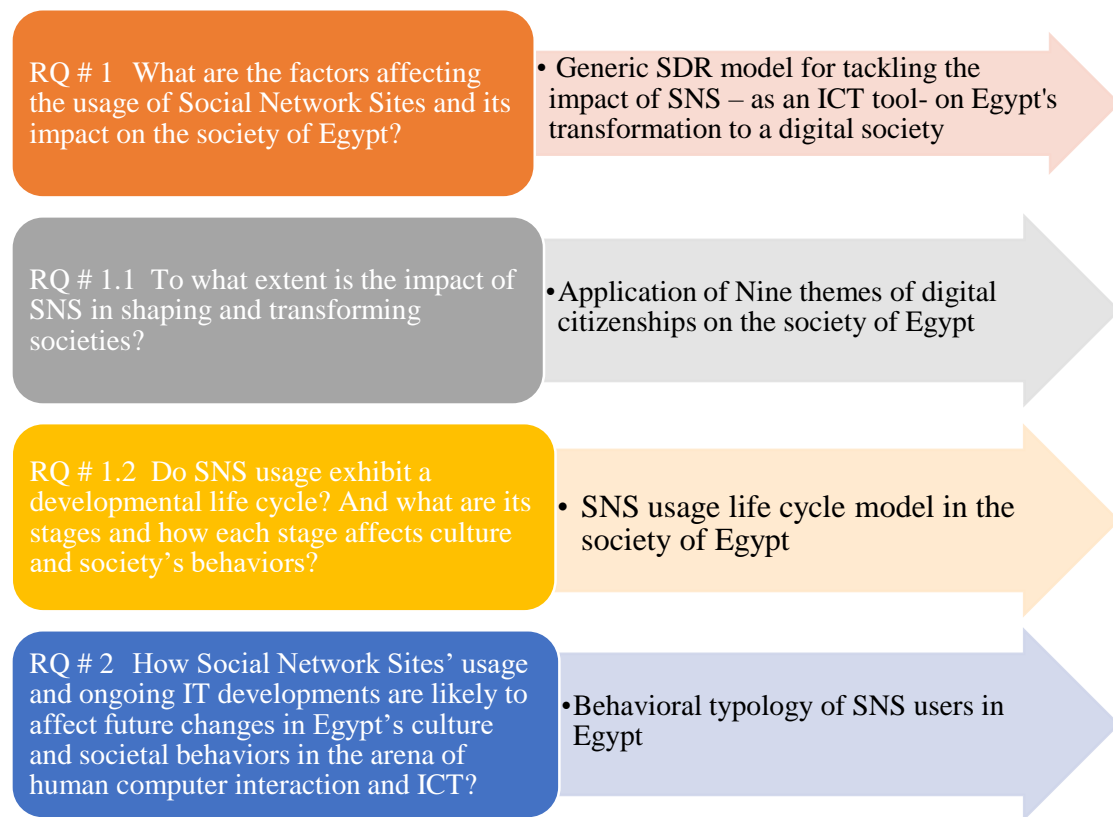 RQ # 1 What are the factors affecting
the usage of Social Network Sites and its
impact on the society of Egypt?
• Generic SDR model for tackling the
impact of SNS – as an ICT tool- on Egypt's
transformation to a digital society
RQ # 1.1 To what extent is the impact of
SNS in shaping and transforming
societies?
•Application of Nine themes of digital
citizenships on the society of Egypt
RQ # 1.2 Do SNS usage exhibit a
developmental life cycle? And what are its
stages and how each stage affects culture
and society’s behaviors?
• SNS usage life cycle model in the
society of Egypt
RQ # 2 How Social Network Sites’ usage
and ongoing IT developments are likely to
affect future changes in Egypt’s culture
and societal behaviors in the arena of
human computer interaction and ICT?
•Behavioral typology of SNS users in
Egypt